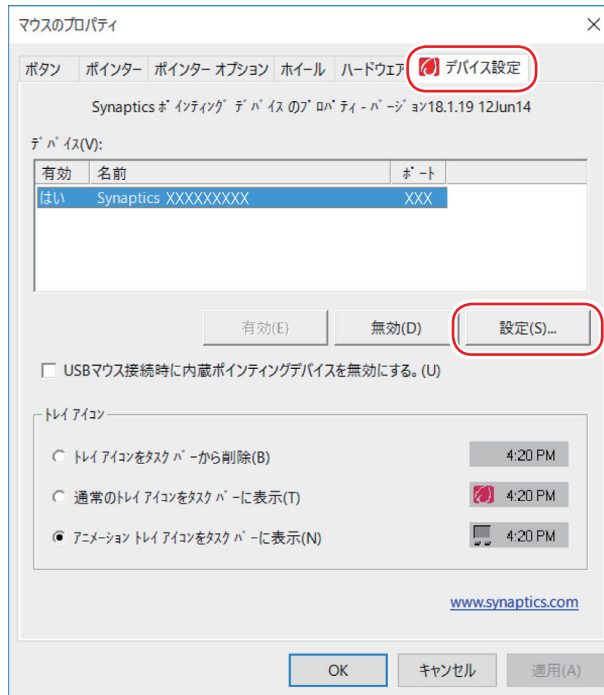 マウスのプロパティ
ボタン ポインター ポインター オプション ホイール ハードウェア デバイス設定
Synaptics ﾎﾟｲﾝﾃｨﾝｸﾞ ﾃﾞﾊﾞｲｽ のﾌﾟﾛﾊﾟﾃｨ - ﾊﾞｰｼﾞｮﾝ18.1.19 12Jun14
ﾃﾞﾊﾞｲｽ(V):
有効 名前 ﾎﾟｰﾄ
はい Synaptics XXXXXXXXX XXX
有効(E) 無効(D) 設定(S)...
USBマウス接続時に内蔵ポインティングデバイスを無効にする。(U)
ﾄﾚｲ ｱｲｺﾝ
ﾄﾚｲ ｱｲｺﾝをﾀｽｸ ﾊﾞｰから削除(B) 4:20 PM
通常のﾄﾚｲ ｱｲｺﾝをﾀｽｸ ﾊﾞｰに表示(T) 4:20 PM
ｱﾆﾒｰｼｮﾝ ﾄﾚｲ ｱｲｺﾝをﾀｽｸ ﾊﾞｰに表示(N) 4:20 PM
www.synaptics.com
OK キャンセル 適用(A)